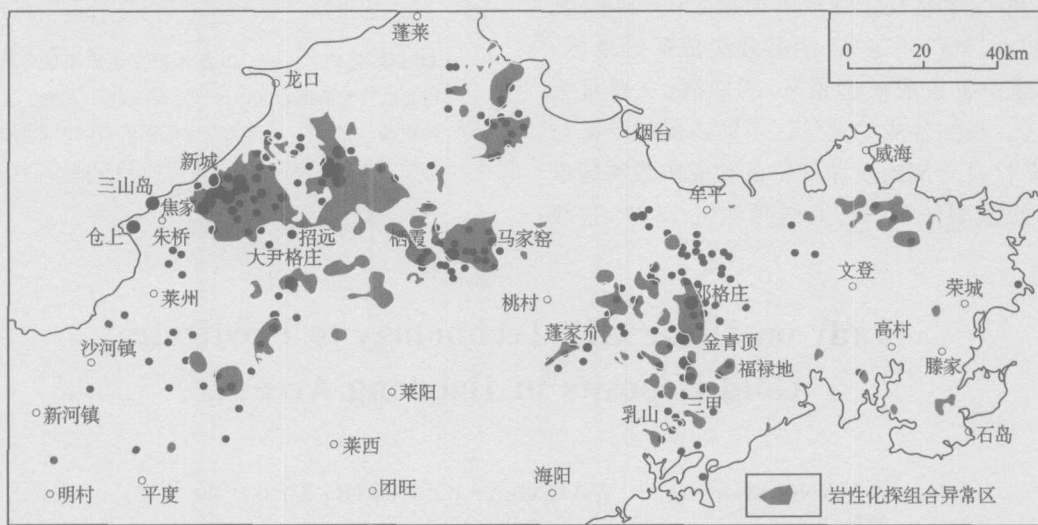 蓬莱
0 20 40km
龙口
烟台
威海
新城
三山岛
焦家
牟平
仓上
朱桥
招远
栖霞
马家窑
大尹格庄
文登
邓格庄
莱州
桃村
荣城
蓬家夼
金青顶
高村
滕家
沙河镇
福禄地
莱阳
三甲
新河镇
乳山
石岛
莱西
明村
平度
团旺
海阳
岩性化探组合异常区